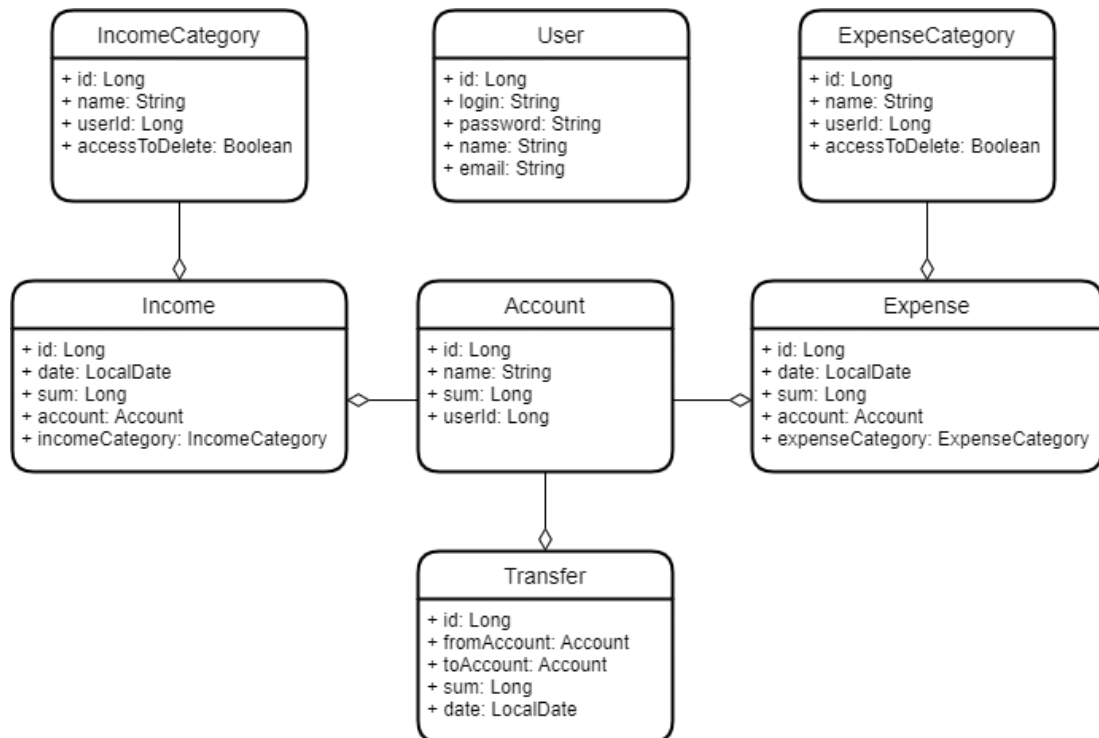 IncomeCategory
+ id: Long
+ name: String
+ userId: Long
+ accessToDelete: Boolean
User
+ id: Long
+ login: String
+ password: String
+ name: String
+ email: String
ExpenseCategory
+ id: Long
+ name: String
+ userId: Long
+ accessToDelete: Boolean
Income
+ id: Long
+ date: LocalDate
+ sum: Long
+ account: Account
+ incomeCategory: IncomeCategory
Account
+ id: Long
+ name: String
+ sum: Long
+ userId: Long
Expense
+ id: Long
+ date: LocalDate
+ sum: Long
+ account: Account
+ expenseCategory: ExpenseCategory
Transfer
+ id: Long
+ fromAccount: Account
+ toAccount: Account
+ sum: Long
+ date: LocalDate